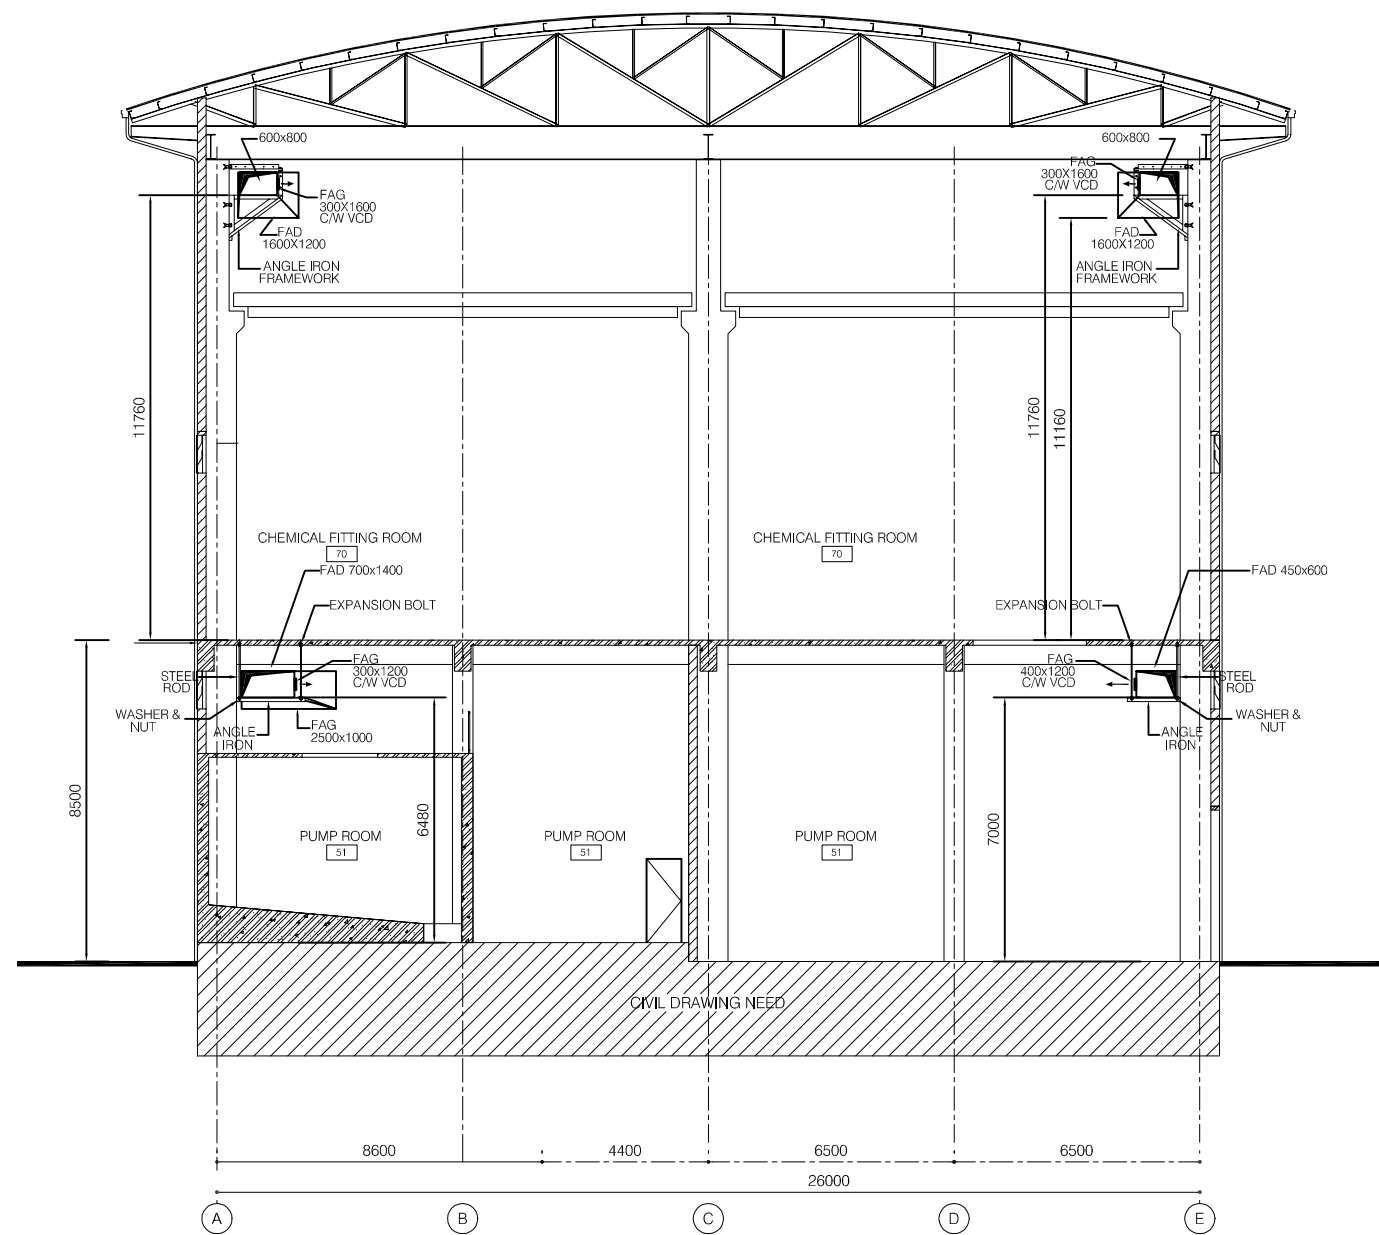 600x800
600x800
FAG
300X1600
C/W VCD
FAG
300X1600
C/W VCD
FAD
1600X1200
FAD
1600X1200
ANGLE IRON
FRAMEWORK
ANGLE IRON
FRAMEWORK
11760
11760
11160
CHEMICAL FITTING ROOM
70
CHEMICAL FITTING ROOM
70
FAD 700x1400
FAD 450x600
EXPANSION BOLT
EXPANSION BOLT
STEEL
ROD
FAG
300x1200
C/W VCD
FAG
400x1200
C/W VCD
STEEL
ROD
WASHER &
NUT
ANGLE
IRON
FAG
2500x1000
ANGLE
IRON
WASHER &
NUT
8500
6480
7000
PUMP ROOM
51
PUMP ROOM
51
PUMP ROOM
51
CIVIL DRAWING NEED
8600
4400
6500
6500
26000
A
B
C
D
E